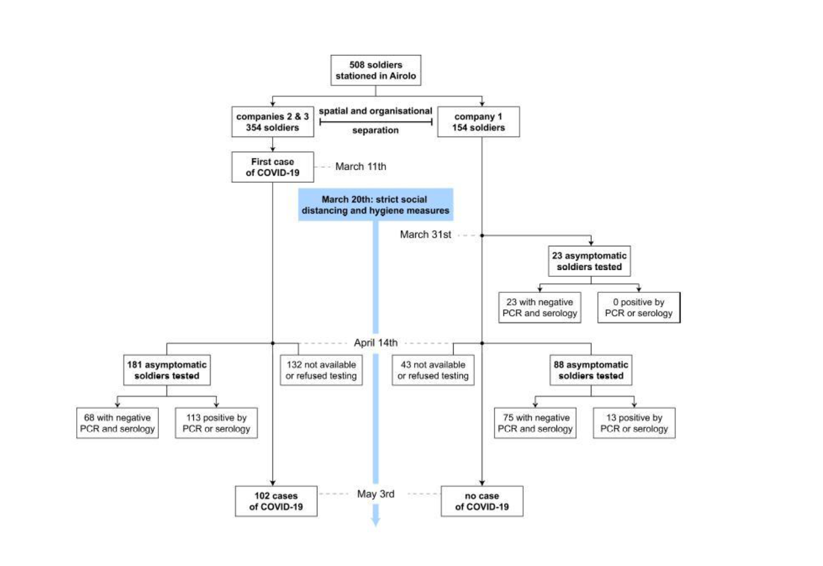 508 soldiers
stationed in Airolo
companies 2 & 3
354 soldiers
spatial and organisational
separation
company 1
154 soldiers
First case
of COVID-19
March 11th
March 20th: strict social
distancing and hygiene measures
March 31st
23 asymptomatic
soldiers tested
23 with negative
PCR and serology
0 positive by
PCR or serology
April 14th
181 asymptomatic
soldiers tested
132 not available
or refused testing
43 not available
or refused testing
88 asymptomatic
soldiers tested
68 with negative
PCR and serology
113 positive by
PCR or serology
75 with negative
PCR and serology
13 positive by
PCR or serology
102 cases
of COVID-19
May 3rd
no case
of COVID-19